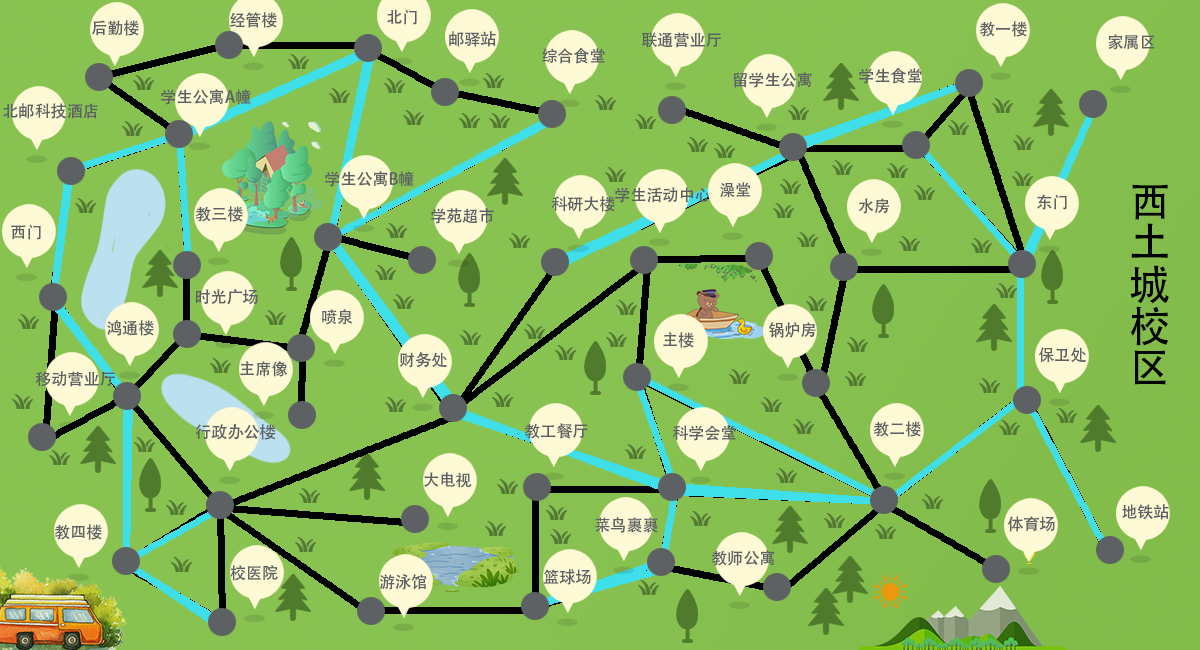 后勤楼
经管楼
北门
邮驿站
综合食堂
联通营业厅
留学生公寓
学生食堂
教一楼
家属区
北邮科技酒店
学生公寓A幢
学生公寓B幢
教三楼
学苑超市
科研大楼
学生活动中心
澡堂
水房
东门
西门
时光广场
鸿通楼
喷泉
主楼
锅炉房
移动营业厅
主席像
财务处
保卫处
行政办公楼
教工餐厅
科学会堂
教二楼
大电视
教四楼
菜鸟裹裹
体育场
地铁站
校医院
游泳馆
篮球场
教师公寓
西土城校区